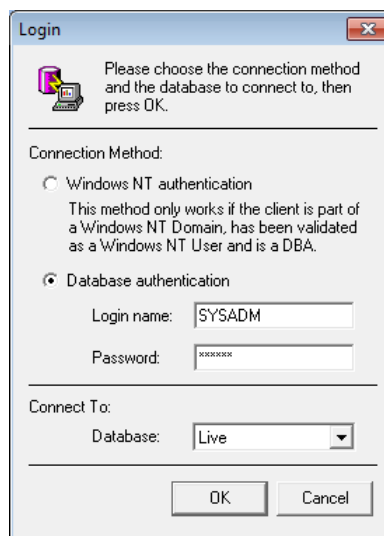 Login
Please choose the connection method
and the database to connect to, then
press OK.
Connection Method:
Windows NT authentication
This method only works if the client is part of
a Windows NT Domain, has been validated
as a Windows NT User and is a DBA.
Database authentication
Login name: SYSADM
Password: ******
Connect To:
Database: Live
OK Cancel